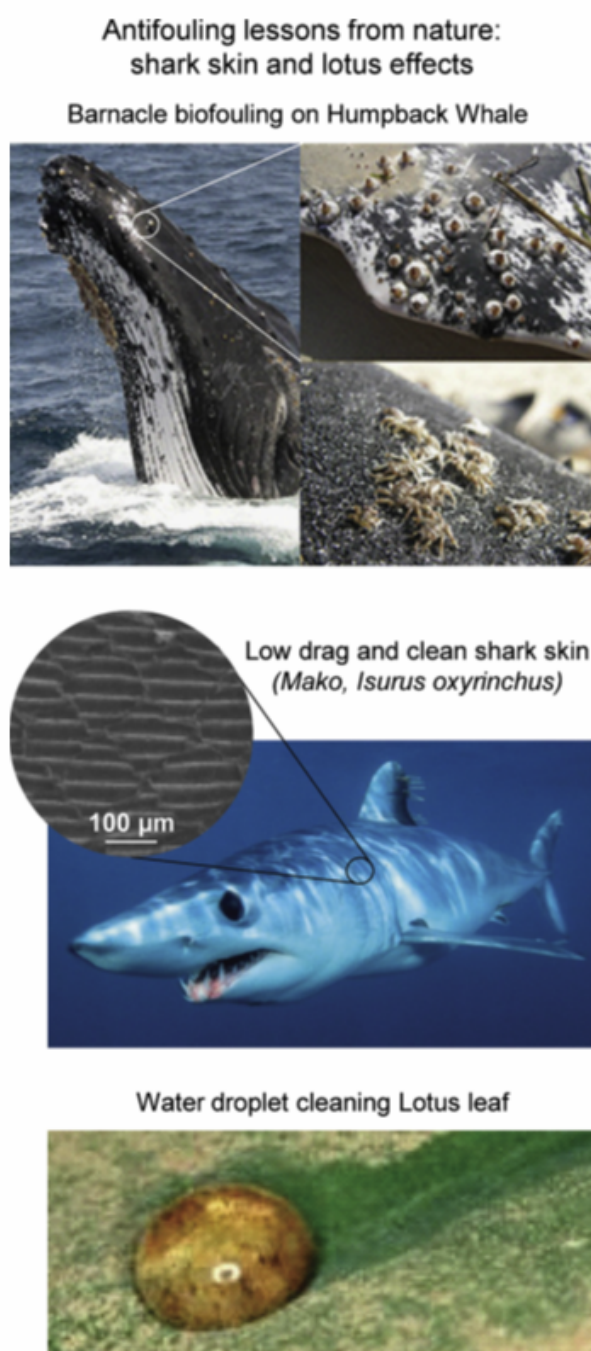 Antifouling lessons from nature:
shark skin and lotus effects
Barnacle biofouling on Humpback Whale
Low drag and clean shark skin
(Mako, Isurus oxyrinchus)
100 µm
Water droplet cleaning Lotus leaf